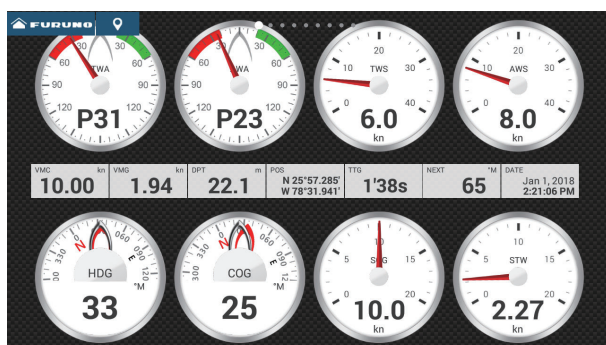 FURUNO
30 30
60 60
TWA
90 90
120 120
P31
30 30
60 60
AWA
90 90
120 120
P23
20
10 30
TWS
0 40
6.0
kn
20
10 30
AWS
0 40
8.0
kn
VMC kn
10.00
VMG kn
1.94
DPT m
22.1
POS
N 25°57.285'
W 78°31.941'
TTG
1'38s
NEXT °M
65
DATE
Jan 1, 2018
2:21:06 PM
300 330 N 060 090 E 120
HDG
°M
33
300 330 N 060 090 E 120
COG
°M
25
10
5 15
SOG
0 20
10.0
kn
10
5 15
STW
0 20
2.27
kn